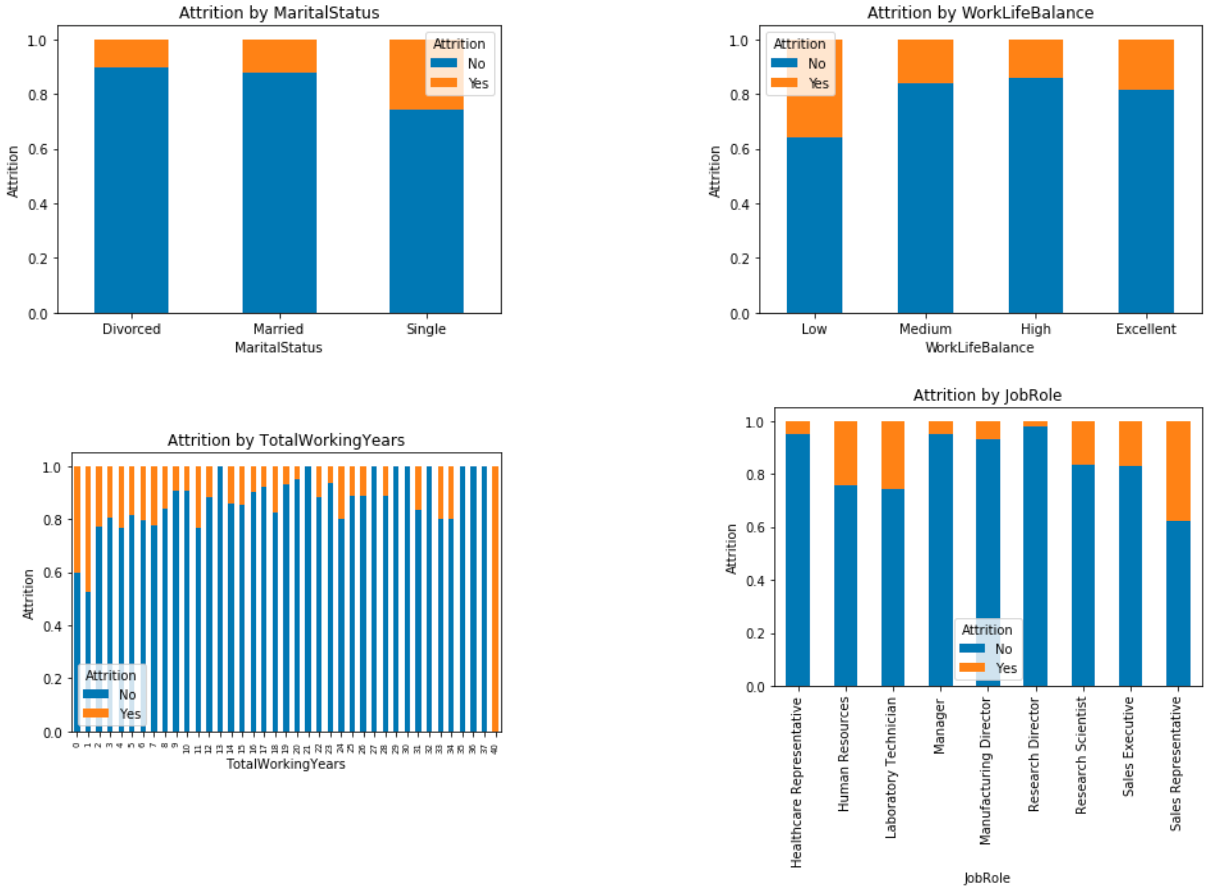 Attrition by MaritalStatus
Attrition
1.0
0.8
0.6
0.4
0.2
0.0
Attrition
No
Yes
Divorced Married Single
MaritalStatus
Attrition by WorkLifeBalance
Attrition
1.0
0.8
0.6
0.4
0.2
0.0
Attrition
No
Yes
Low Medium High Excellent
WorkLifeBalance
Attrition by TotalWorkingYears
Attrition
1.0
0.8
0.6
0.4
0.2
0.0
Attrition
No
Yes
0 1 2 3 4 5 6 7 8 9 10 11 12 13 14 15 16 17 18 19 20 21 22 23 24 25 26 27 28 29 30 31 32 33 34 35 36 37 40
TotalWorkingYears
Attrition by JobRole
Attrition
1.0
0.8
0.6
0.4
0.2
0.0
Attrition
No
Yes
Healthcare Representative
Human Resources
Laboratory Technician
Manager
Manufacturing Director
Research Director
Research Scientist
Sales Executive
Sales Representative
JobRole